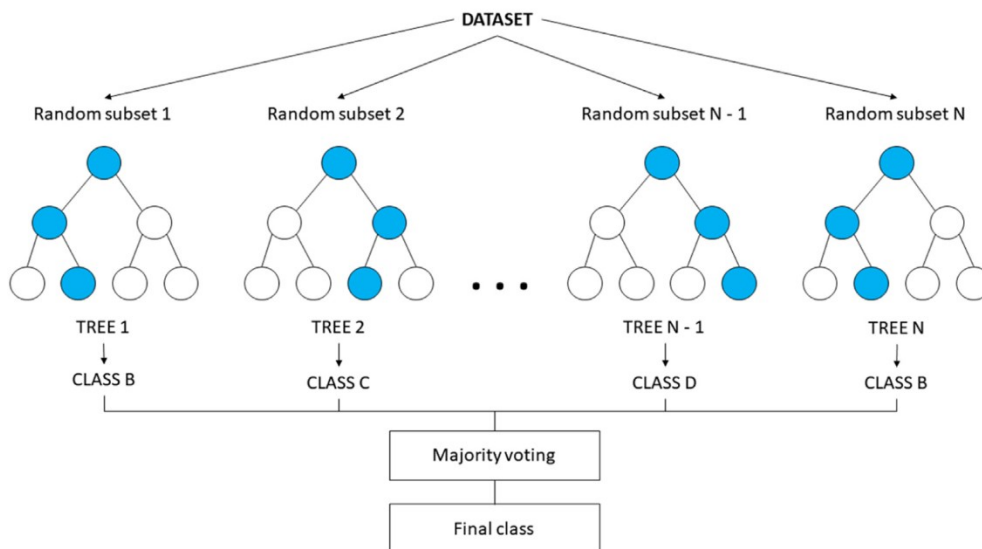 DATASET
Random subset 1
Random subset 2
Random subset N - 1
Random subset N
. . .
TREE 1
TREE 2
TREE N - 1
TREE N
CLASS B
CLASS C
CLASS D
CLASS B
Majority voting
Final class